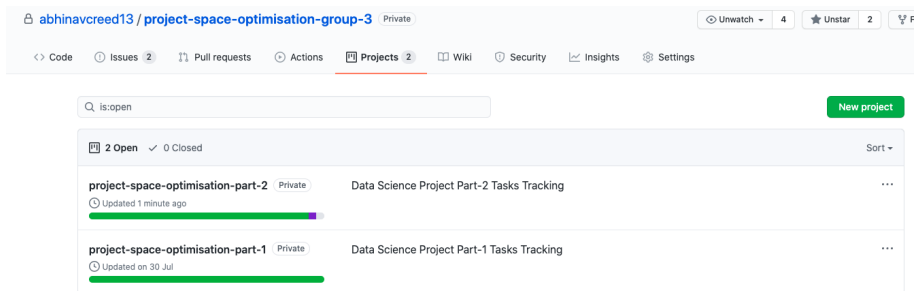 abhinavcreed13 / project-space-optimisation-group-3 Private Unwatch 4 Unstar 2 F
Code Issues 2 Pull requests Actions Projects 2 Wiki Security Insights Settings
is:open New project
2 Open 0 Closed Sort
project-space-optimisation-part-2 Private Data Science Project Part-2 Tasks Tracking
Updated 1 minute ago
project-space-optimisation-part-1 Private Data Science Project Part-1 Tasks Tracking
Updated on 30 Jul